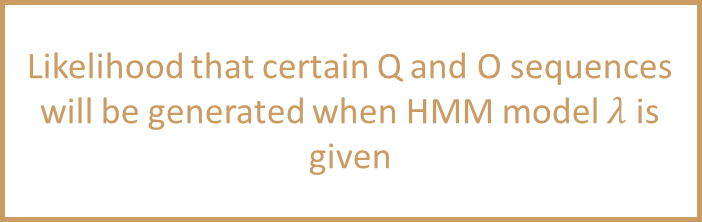 Likelihood that certain Q and O sequences
will be generated when HMM model 𝜆 is
given